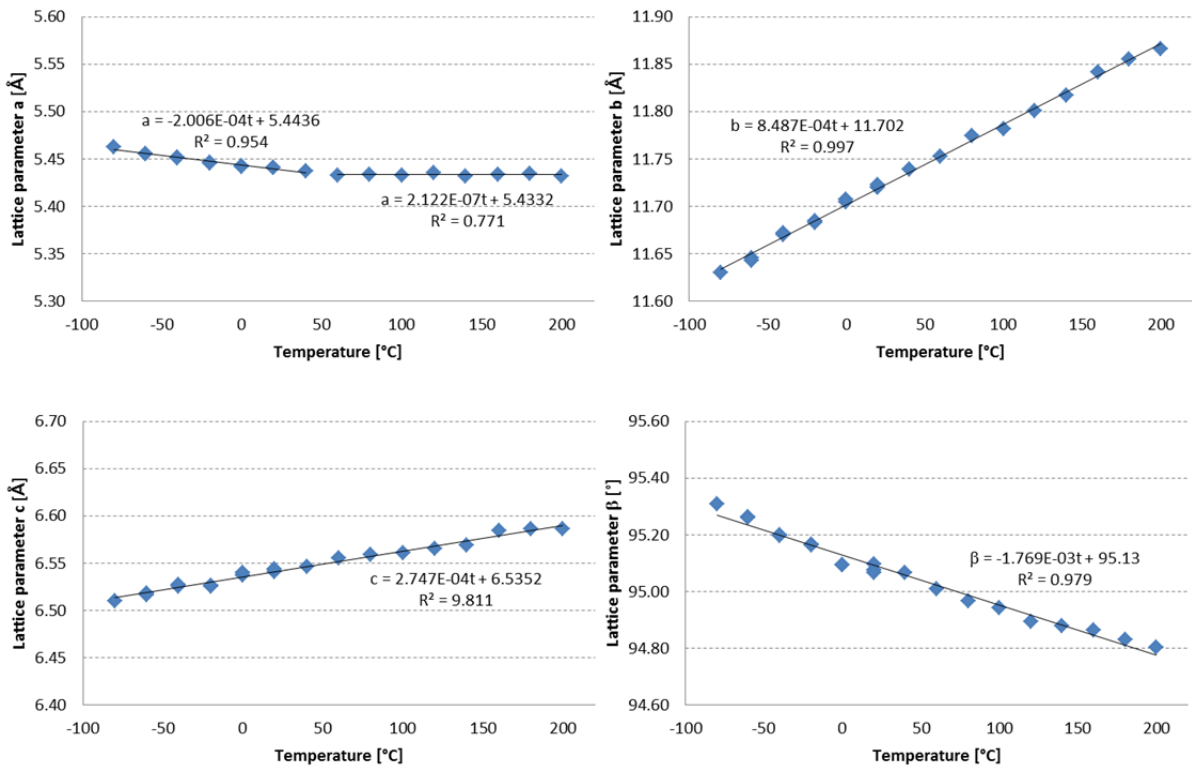 Lattice parameter a [Å]
5.60
5.55
5.50
5.45
5.40
5.35
5.30
a = -2.006E-04t + 5.4436
R² = 0.954
a = 2.122E-07t + 5.4332
R² = 0.771
-100 -50 0 50 100 150 200
Temperature [°C]
Lattice parameter b [Å]
11.90
11.85
11.80
11.75
11.70
11.65
11.60
b = 8.487E-04t + 11.702
R² = 0.997
-100 -50 0 50 100 150 200
Temperature [°C]
Lattice parameter c [Å]
6.70
6.65
6.60
6.55
6.50
6.45
6.40
c = 2.747E-04t + 6.5352
R² = 9.811
-100 -50 0 50 100 150 200
Temperature [°C]
Lattice parameter β [°]
95.60
95.40
95.20
95.00
94.80
94.60
β = -1.769E-03t + 95.13
R² = 0.979
-100 -50 0 50 100 150 200
Temperature [°C]